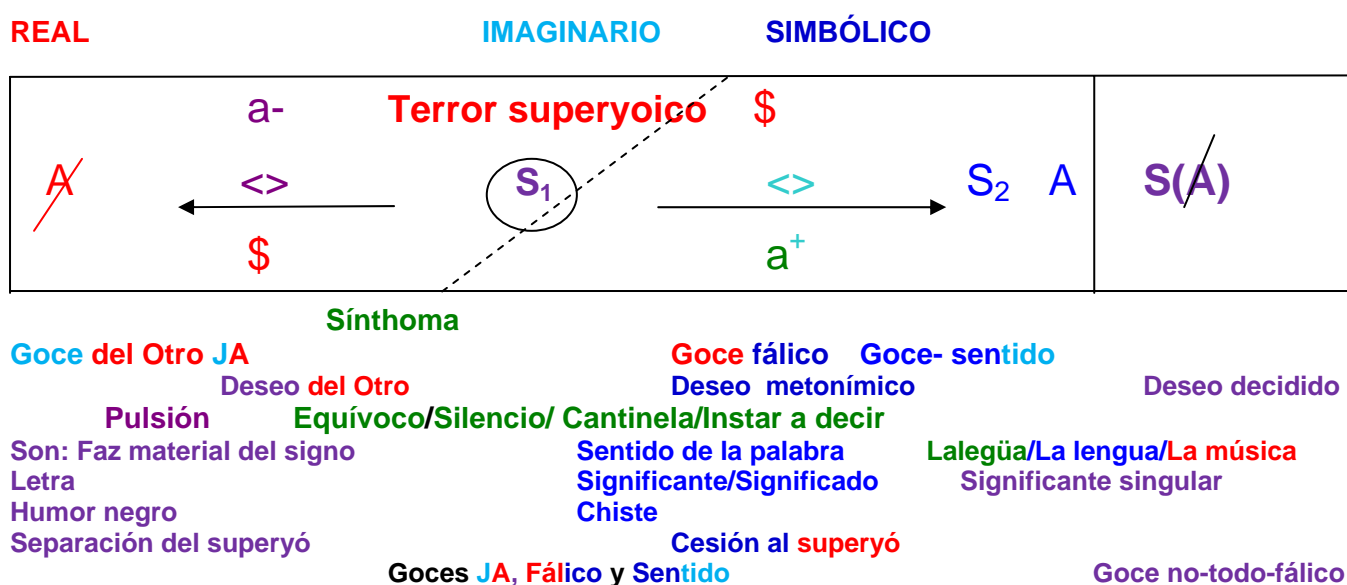 REAL IMAGINARIO SIMBÓLICO
a- Terror superyoico $
A̸ <> S₁ <> S₂ A S(A̸)
$ a⁺
Sínthoma
Goce del Otro JA Goce fálico Goce- sentido
Deseo del Otro Deseo metonímico Deseo decidido
Pulsión Equívoco/Silencio/ Cantinela/Instar a decir
Son: Faz material del signo Sentido de la palabra Lalegüa/La lengua/La música
Letra Significante/Significado Significante singular
Humor negro Chiste
Separación del superyó Cesión al superyó
Goces JA, Fálico y Sentido Goce no-todo-fálico